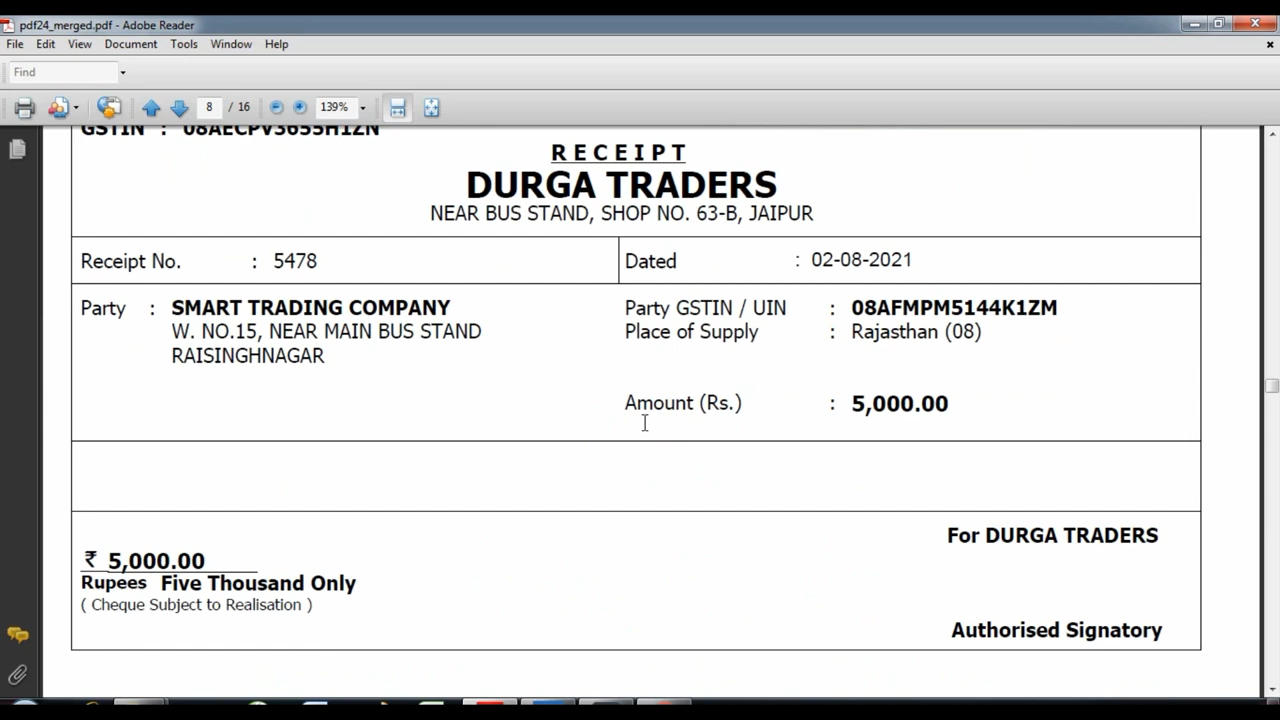 pdf24_merged.pdf - Adobe Reader
File Edit View Document Tools Window Help
Find
8 / 16 139%
GSTIN : 08AECPV3655H1ZN
RECEIPT
DURGA TRADERS
NEAR BUS STAND, SHOP NO. 63-B, JAIPUR
Receipt No. : 5478 Dated : 02-08-2021
Party : SMART TRADING COMPANY Party GSTIN / UIN : 08AFMPM5144K1ZM
W. NO.15, NEAR MAIN BUS STAND Place of Supply : Rajasthan (08)
RAISINGHNAGAR
Amount (Rs.) : 5,000.00
For DURGA TRADERS
₹ 5,000.00
Rupees Five Thousand Only
( Cheque Subject to Realisation )
Authorised Signatory